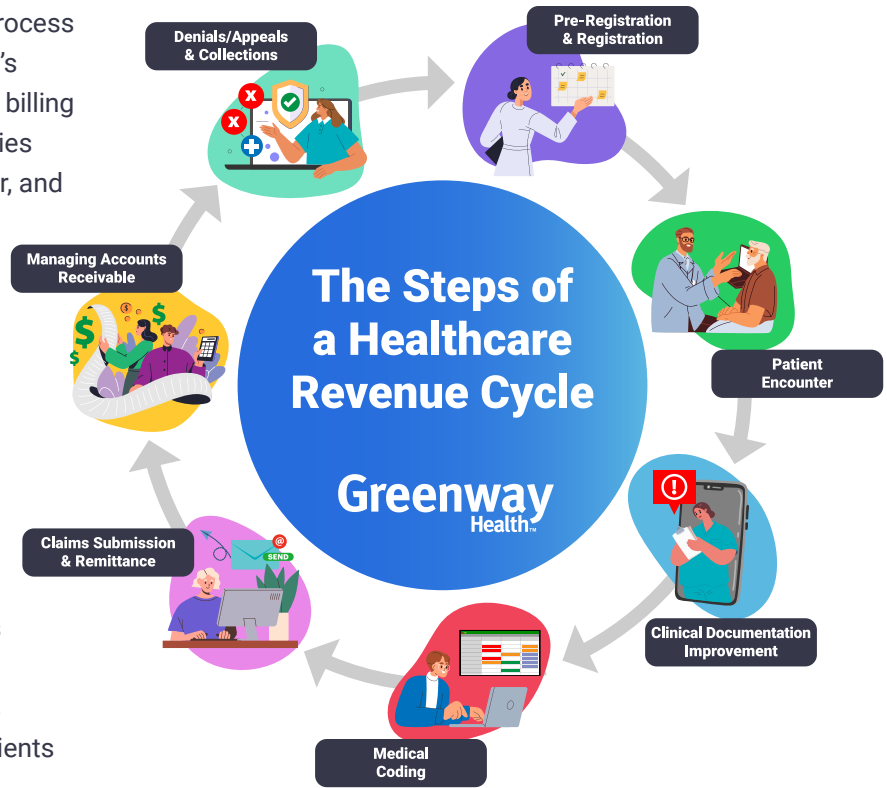 rocess
's
billing
ies
r, and
ients
Denials/Appeals
& Collections
Pre-Registration
& Registration
Managing Accounts
Receivable
The Steps of
a Healthcare
Revenue Cycle
Patient
Encounter
Greenway
Health™
Claims Submission
& Remittance
@
SEND
Clinical Documentation
Improvement
Medical
Coding